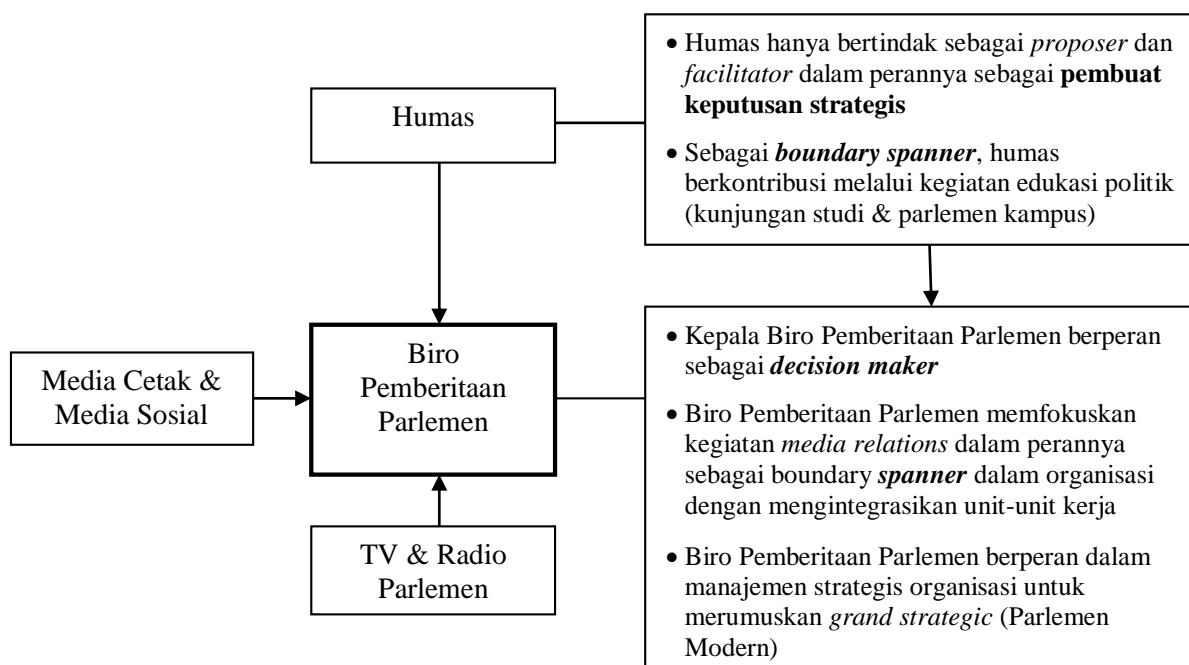 Humas
• Humas hanya bertindak sebagai proposer dan
facilitator dalam perannya sebagai pembuat
keputusan strategis
• Sebagai boundary spanner, humas
berkontribusi melalui kegiatan edukasi politik
(kunjungan studi & parlemen kampus)
Media Cetak &
Media Sosial
Biro
Pemberitaan
Parlemen
• Kepala Biro Pemberitaan Parlemen berperan
sebagai decision maker
• Biro Pemberitaan Parlemen memfokuskan
kegiatan media relations dalam perannya
sebagai boundary spanner dalam organisasi
dengan mengintegrasikan unit-unit kerja
• Biro Pemberitaan Parlemen berperan dalam
manajemen strategis organisasi untuk
merumuskan grand strategic (Parlemen
Modern)
TV & Radio
Parlemen